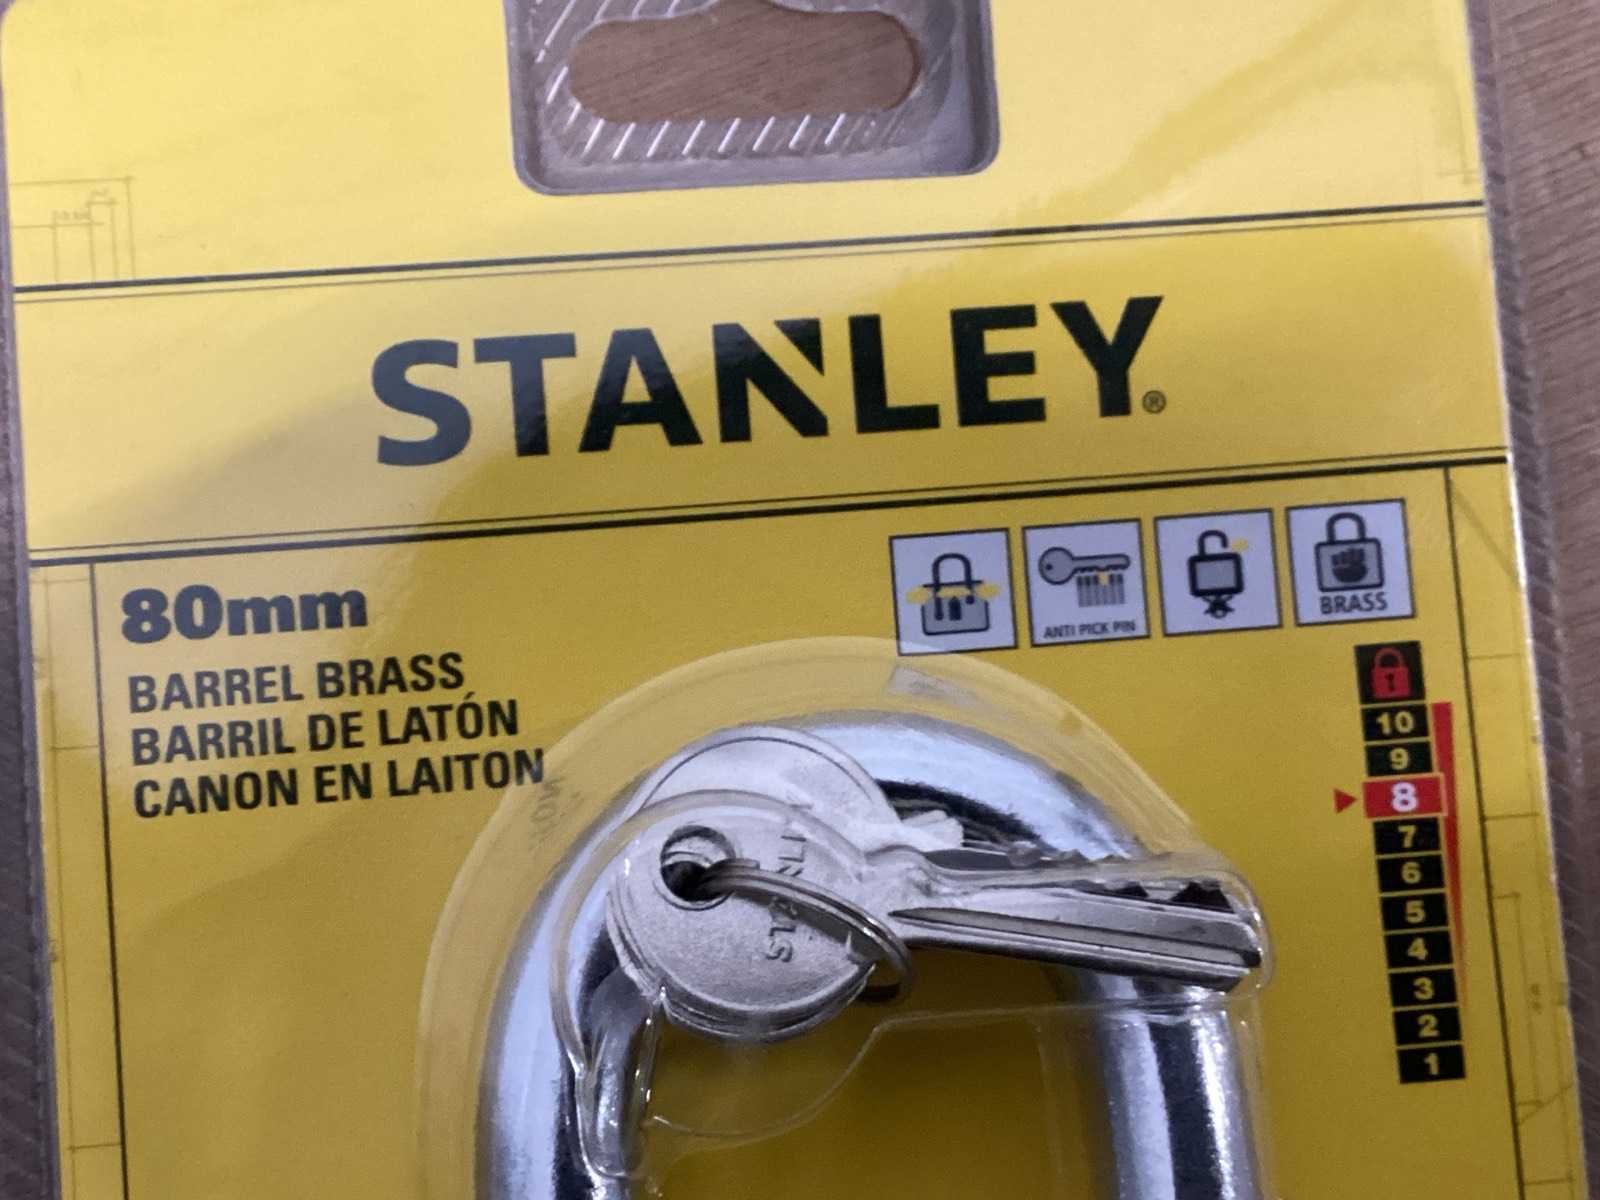 STANLEY®
80mm
BARREL BRASS
BARRIL DE LATÓN
CANON EN LAITON
ANTI PICK PIN
BRASS
10
9
8
7
6
5
4
3
2
1
STANLEY